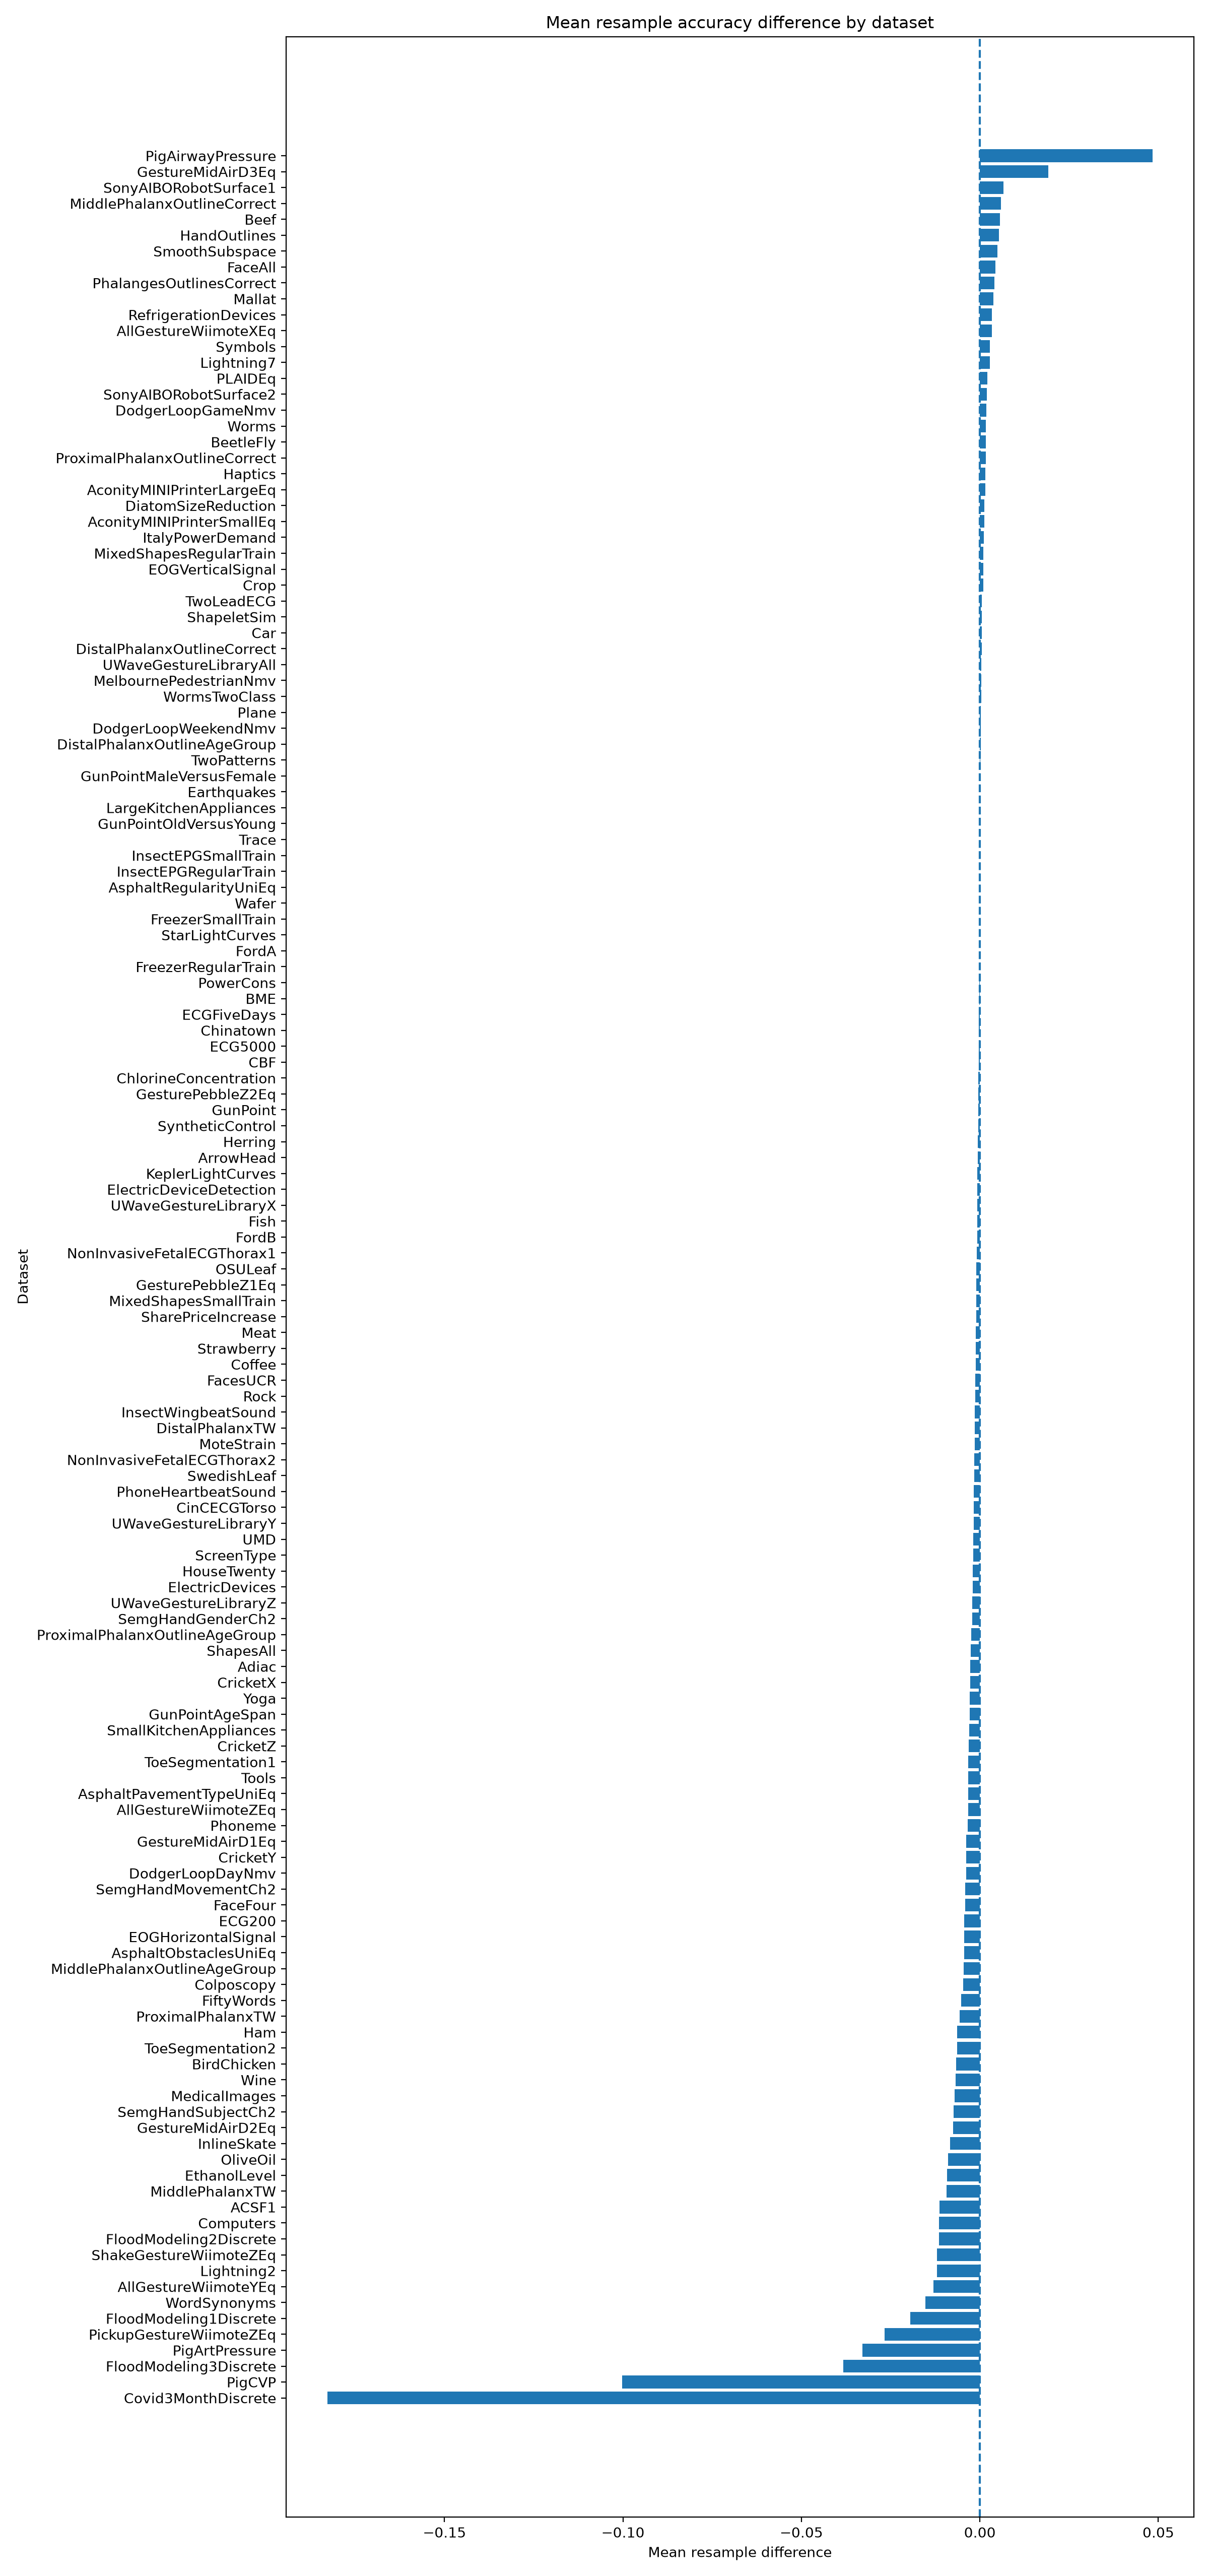 Mean resample accuracy difference by dataset
PigAirwayPressure
GestureMidAirD3Eq
SonyAIBORobotSurface1
MiddlePhalanxOutlineCorrect
Beef
HandOutlines
SmoothSubspace
FaceAll
PhalangesOutlinesCorrect
Mallat
RefrigerationDevices
AllGestureWiimoteXEq
Symbols
Lightning7
PLAIDEq
SonyAIBORobotSurface2
DodgerLoopGameNmv
Worms
BeetleFly
ProximalPhalanxOutlineCorrect
Haptics
AconityMINIPrinterLargeEq
DiatomSizeReduction
AconityMINIPrinterSmallEq
ItalyPowerDemand
MixedShapesRegularTrain
EOGVerticalSignal
Crop
TwoLeadECG
ShapeletSim
Car
DistalPhalanxOutlineCorrect
UWaveGestureLibraryAll
MelbournePedestrianNmv
WormsTwoClass
Plane
DodgerLoopWeekendNmv
DistalPhalanxOutlineAgeGroup
TwoPatterns
GunPointMaleVersusFemale
Earthquakes
LargeKitchenAppliances
GunPointOldVersusYoung
Trace
InsectEPGSmallTrain
InsectEPGRegularTrain
AsphaltRegularityUniEq
Wafer
FreezerSmallTrain
StarLightCurves
FordA
FreezerRegularTrain
PowerCons
BME
ECGFiveDays
Chinatown
ECG5000
CBF
ChlorineConcentration
GesturePebbleZ2Eq
GunPoint
SyntheticControl
Herring
ArrowHead
KeplerLightCurves
ElectricDeviceDetection
UWaveGestureLibraryX
Fish
FordB
NonInvasiveFetalECGThorax1
OSULeaf
GesturePebbleZ1Eq
MixedShapesSmallTrain
SharePriceIncrease
Meat
Strawberry
Coffee
FacesUCR
Rock
InsectWingbeatSound
DistalPhalanxTW
MoteStrain
NonInvasiveFetalECGThorax2
SwedishLeaf
PhoneHeartbeatSound
CinCECGTorso
UWaveGestureLibraryY
UMD
ScreenType
HouseTwenty
ElectricDevices
UWaveGestureLibraryZ
SemgHandGenderCh2
ProximalPhalanxOutlineAgeGroup
ShapesAll
Adiac
CricketX
Yoga
GunPointAgeSpan
SmallKitchenAppliances
CricketZ
ToeSegmentation1
Tools
AsphaltPavementTypeUniEq
AllGestureWiimoteZEq
Phoneme
GestureMidAirD1Eq
CricketY
DodgerLoopDayNmv
SemgHandMovementCh2
FaceFour
ECG200
EOGHorizontalSignal
AsphaltObstaclesUniEq
MiddlePhalanxOutlineAgeGroup
Colposcopy
FiftyWords
ProximalPhalanxTW
Ham
ToeSegmentation2
BirdChicken
Wine
MedicalImages
SemgHandSubjectCh2
GestureMidAirD2Eq
InlineSkate
OliveOil
EthanolLevel
MiddlePhalanxTW
ACSF1
Computers
FloodModeling2Discrete
ShakeGestureWiimoteZEq
Lightning2
AllGestureWiimoteYEq
WordSynonyms
FloodModeling1Discrete
PickupGestureWiimoteZEq
PigArtPressure
FloodModeling3Discrete
PigCVP
Covid3MonthDiscrete
Dataset
−0.15 −0.10 −0.05 0.00 0.05
Mean resample difference